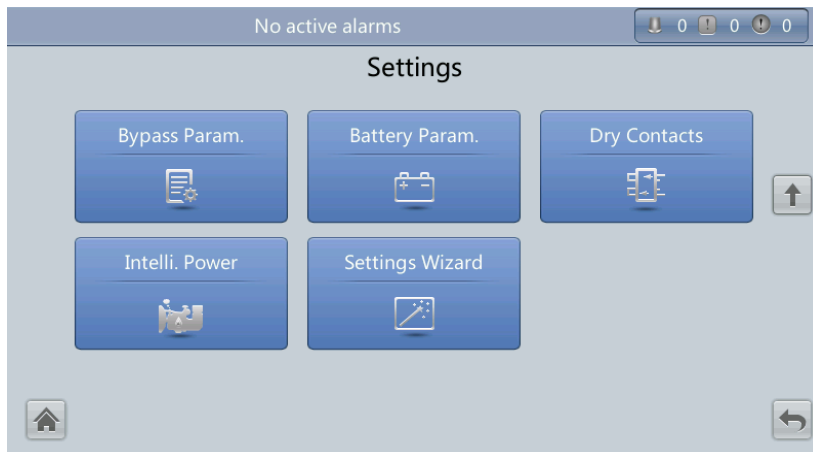 No active alarms
0 0 0
Settings
Bypass Param.
Battery Param.
Dry Contacts
Intelli. Power
Settings Wizard